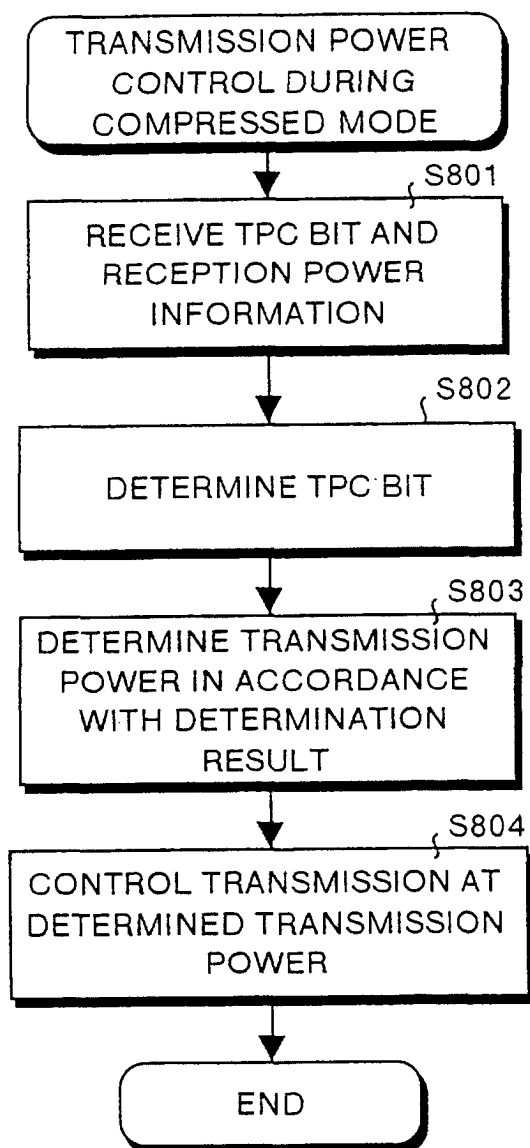 TRANSMISSION POWER
CONTROL DURING
COMPRESSED MODE
S801
RECEIVE TPC BIT AND
RECEPTION POWER
INFORMATION
S802
DETERMINE TPC BIT
S803
DETERMINE TRANSMISSION
POWER IN ACCORDANCE
WITH DETERMINATION
RESULT
S804
CONTROL TRANSMISSION AT
DETERMINED TRANSMISSION
POWER
END